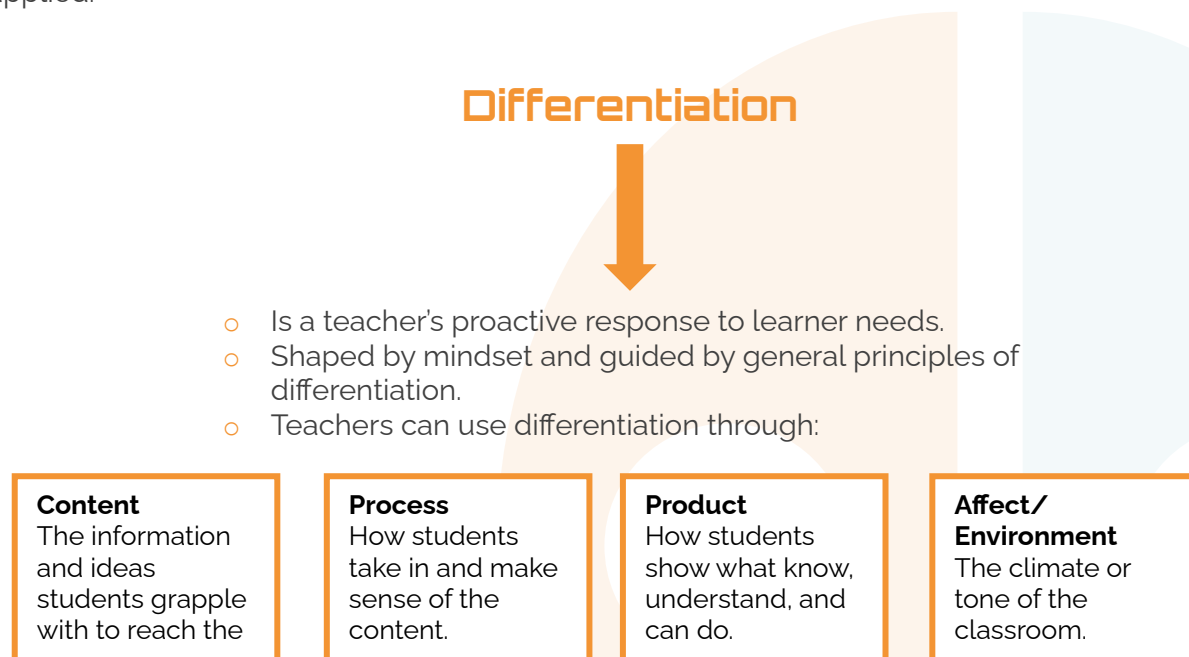 applied.
Differentiation
o Is a teacher's proactive response to learner needs.
o Shaped by mindset and guided by general principles of
differentiation.
o Teachers can use differentiation through:
Content
The information
and ideas
students grapple
with to reach the
Process
How students
take in and make
sense of the
content.
Product
How students
show what know,
understand, and
can do.
Affect/
Environment
The climate or
tone of the
classroom.